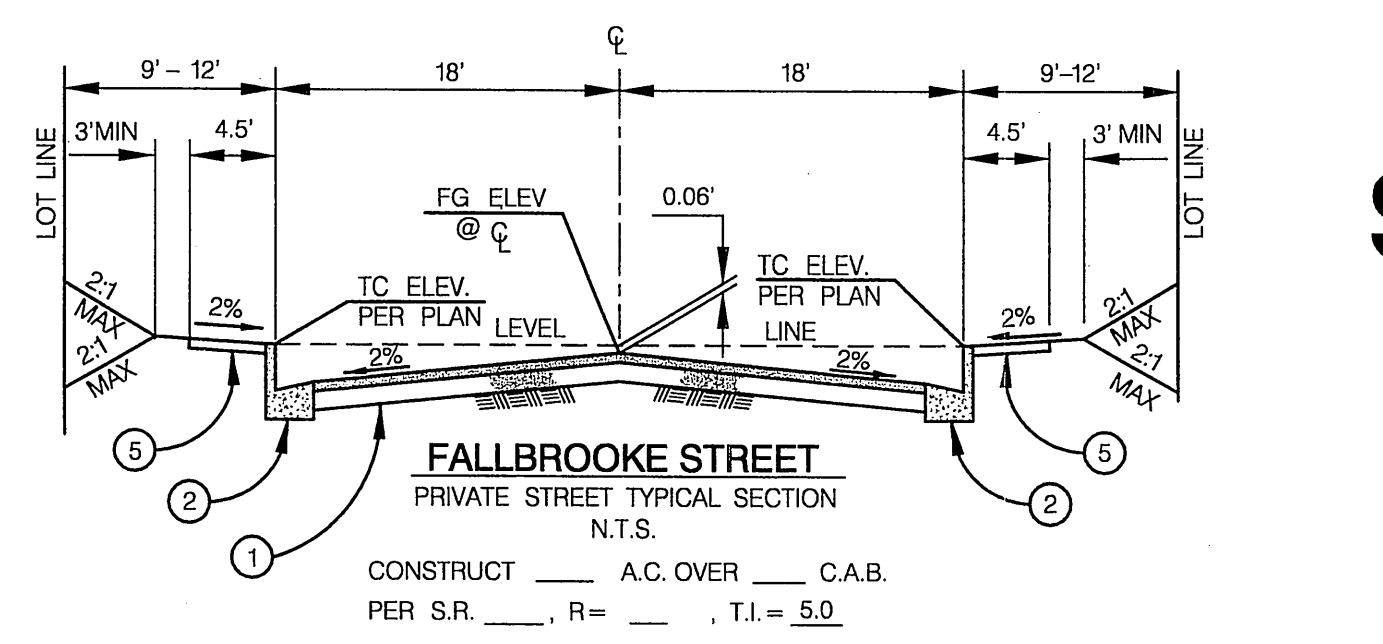 ℄
9' – 12' 18' 18' 9'–12'
3'MIN 4.5' 4.5' 3' MIN
LOT LINE
LOT LINE
FG ELEV
@ ℄
0.06'
TC ELEV.
PER PLAN
TC ELEV.
PER PLAN
LEVEL LINE
2:1
MAX
2:1
MAX
2%
2%
2%
2%
2:1
MAX
2:1
MAX
5
2
1
5
2
FALLBROOKE STREET
PRIVATE STREET TYPICAL SECTION
N.T.S.
CONSTRUCT ____ A.C. OVER ____ C.A.B.
PER S.R. ____ , R= ___ , T.I.= 5.0